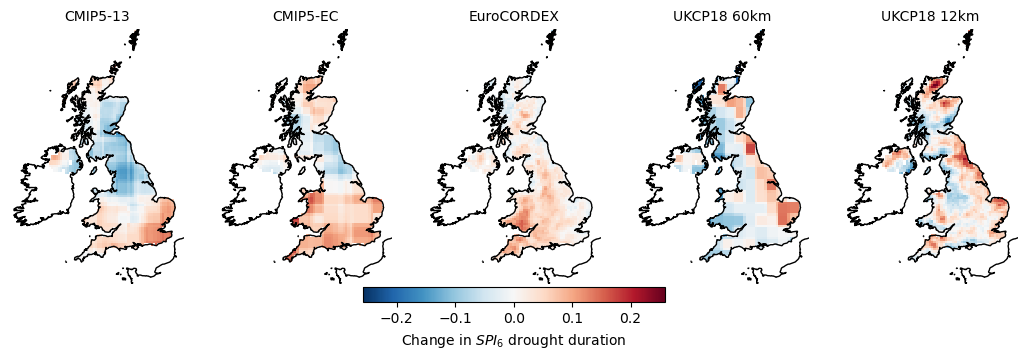 CMIP5-13 CMIP5-EC EuroCORDEX UKCP18 60km UKCP18 12km
−0.2 −0.1 0.0 0.1 0.2
Change in SPI₆ drought duration